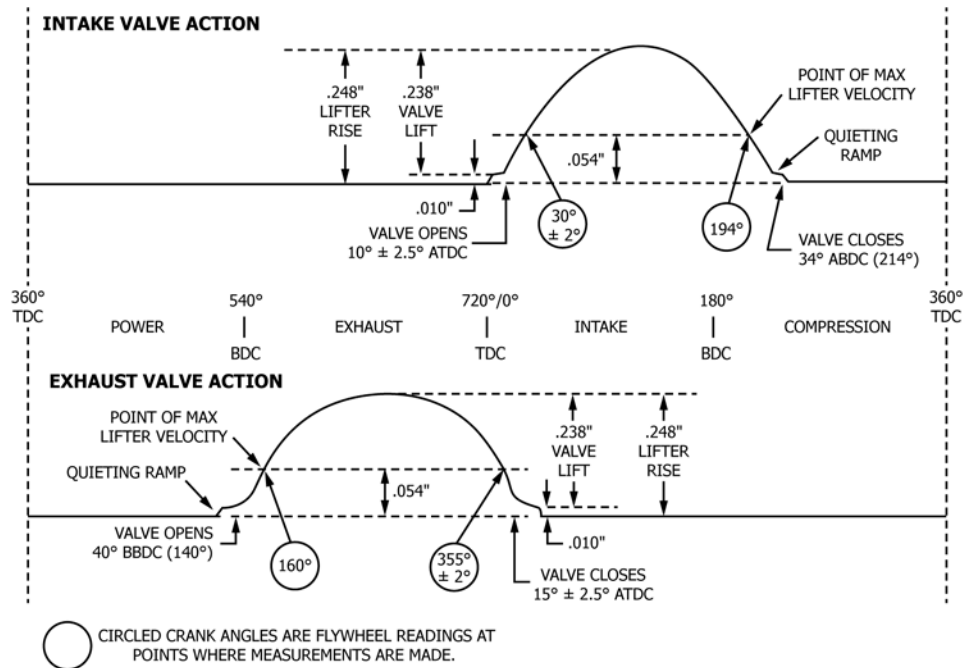 INTAKE VALVE ACTION
.248"
LIFTER
RISE
.238"
VALVE
LIFT
POINT OF MAX
LIFTER VELOCITY
QUIETING
RAMP
.054"
.010"
VALVE OPENS
10° ± 2.5° ATDC
30°
± 2°
194°
VALVE CLOSES
34° ABDC (214°)
360°
TDC
POWER
540°
BDC
EXHAUST
720°/0°
TDC
INTAKE
180°
BDC
COMPRESSION
360°
TDC
EXHAUST VALVE ACTION
POINT OF MAX
LIFTER VELOCITY
QUIETING RAMP
.054"
.238"
VALVE
LIFT
.248"
LIFTER
RISE
VALVE OPENS
40° BBDC (140°)
160°
355°
± 2°
.010"
VALVE CLOSES
15° ± 2.5° ATDC
CIRCLED CRANK ANGLES ARE FLYWHEEL READINGS AT
POINTS WHERE MEASUREMENTS ARE MADE.